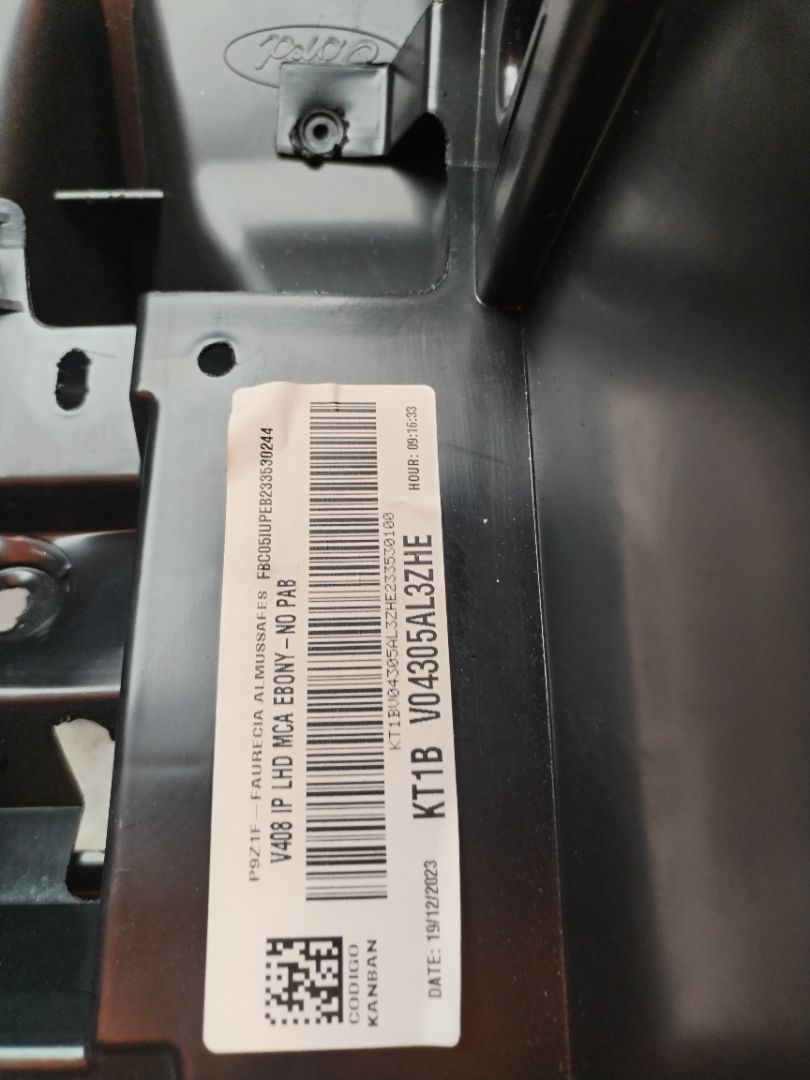 Ford
P9Z1F - FAURECIA ALMUSSAFES FBC05IUPEB233530244
V408 IP LHD MCA EBONY - NO PAB
KT1BV04305AL3ZHE233530100
KT1B V04305AL3ZHE
CODIGO
KANBAN
DATE: 19/12/2023
HOUR: 09:16:33